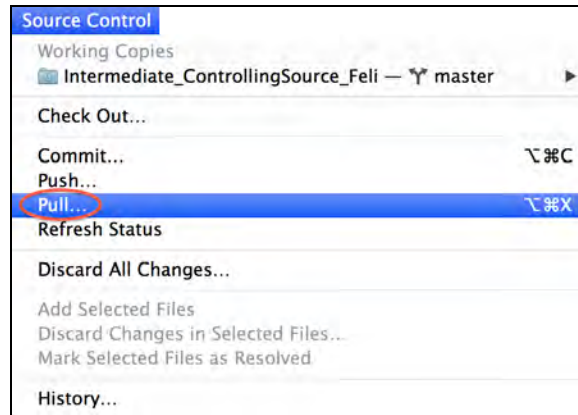 Source Control
Working Copies
Intermediate_ControllingSource_Feli — master
Check Out...
Commit... ⌥⌘C
Push...
Pull... ⌥⌘X
Refresh Status
Discard All Changes...
Add Selected Files
Discard Changes in Selected Files...
Mark Selected Files as Resolved
History...